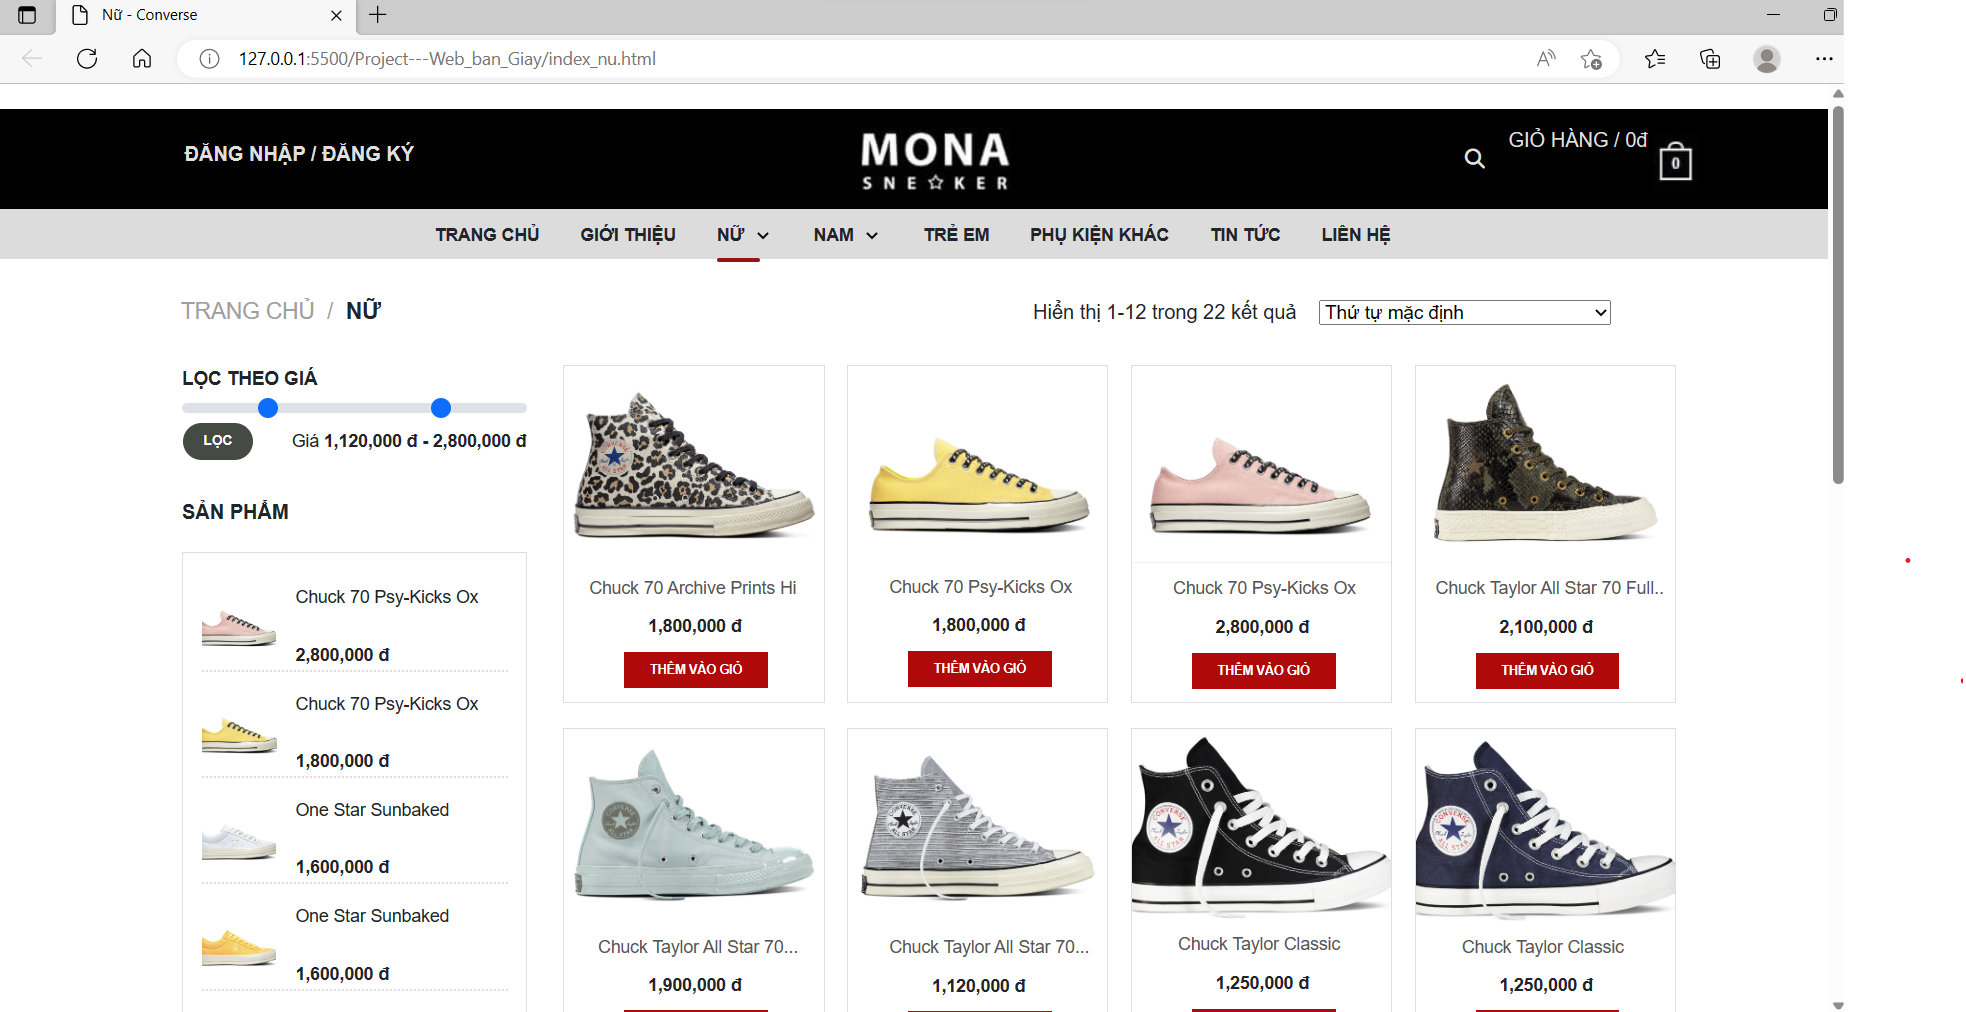 Nữ - Converse
127.0.0.1:5500/Project---Web_ban_Giay/index_nu.html
ĐĂNG NHẬP / ĐĂNG KÝ
MONA
SNE☆KER
GIỎ HÀNG / 0đ
0
TRANG CHỦ GIỚI THIỆU NỮ NAM TRẺ EM PHỤ KIỆN KHÁC TIN TỨC LIÊN HỆ
TRANG CHỦ / NỮ
Hiển thị 1-12 trong 22 kết quả
Thứ tự mặc định
LỌC THEO GIÁ
LỌC
Giá 1,120,000 đ - 2,800,000 đ
SẢN PHẨM
Chuck 70 Psy-Kicks Ox
2,800,000 đ
Chuck 70 Psy-Kicks Ox
1,800,000 đ
One Star Sunbaked
1,600,000 đ
One Star Sunbaked
1,600,000 đ
Chuck 70 Archive Prints Hi
1,800,000 đ
THÊM VÀO GIỎ
Chuck 70 Psy-Kicks Ox
1,800,000 đ
THÊM VÀO GIỎ
Chuck 70 Psy-Kicks Ox
2,800,000 đ
THÊM VÀO GIỎ
Chuck Taylor All Star 70 Full..
2,100,000 đ
THÊM VÀO GIỎ
Chuck Taylor All Star 70...
1,900,000 đ
Chuck Taylor All Star 70...
1,120,000 đ
CONVERSE
ALL STAR
Chuck Taylor Classic
1,250,000 đ
CONVERSE
ALL STAR
Chuck Taylor Classic
1,250,000 đ